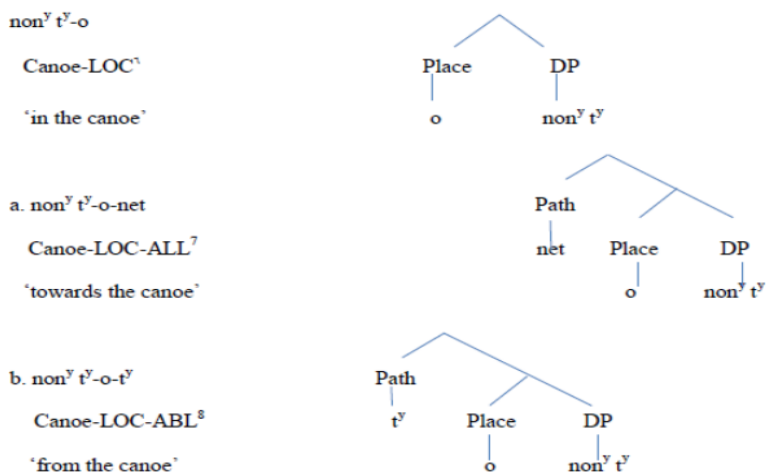 nonʸ tʸ-o
Canoe-LOC Place DP
'in the canoe' o nonʸ tʸ
a. nonʸ tʸ-o-net Path
Canoe-LOC-ALL⁷ net Place DP
'towards the canoe' o nonʸ tʸ
b. nonʸ tʸ-o-tʸ Path
Canoe-LOC-ABL⁸ tʸ Place DP
'from the canoe' o nonʸ tʸ